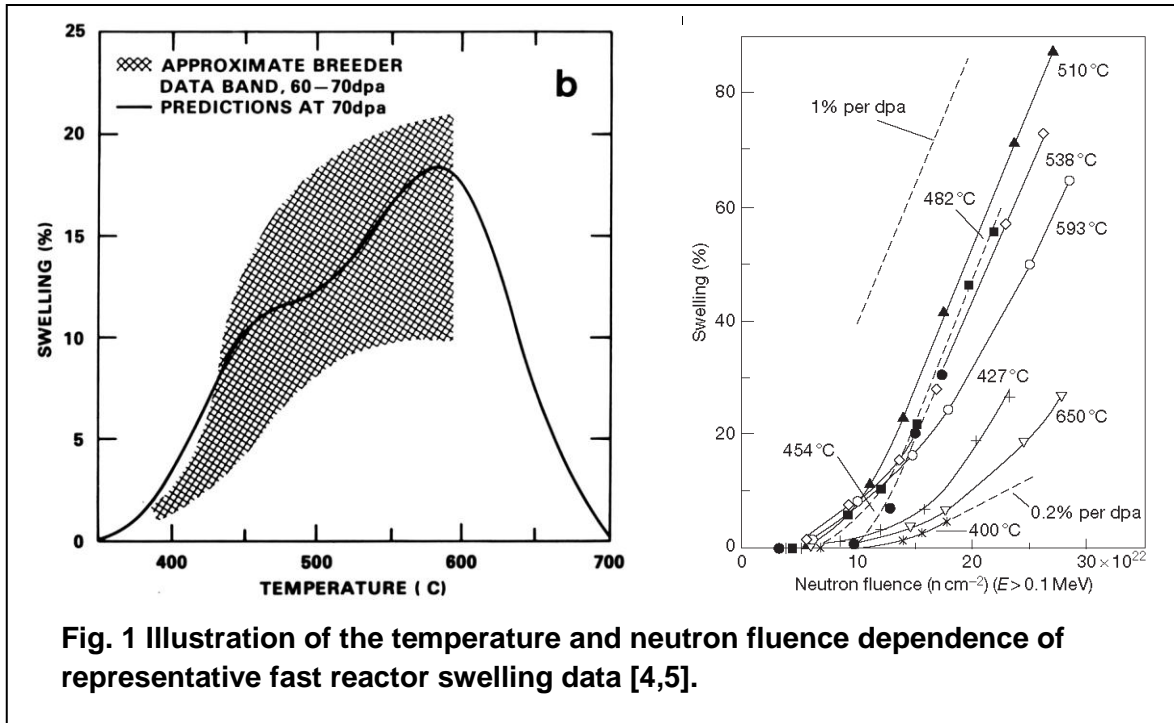 25
20
15
10
5
0
SWELLING (%)
APPROXIMATE BREEDER
DATA BAND, 60–70dpa
PREDICTIONS AT 70dpa
b
400
500
600
700
TEMPERATURE ( C)
80
60
40
20
0
Swelling (%)
1% per dpa
510 °C
538 °C
482 °C
593 °C
427 °C
650 °C
454 °C
0.2% per dpa
400 °C
0
10
20
30 × 10²²
Neutron fluence (n cm⁻²) (E > 0.1 MeV)
Fig. 1 Illustration of the temperature and neutron fluence dependence of
representative fast reactor swelling data [4,5].